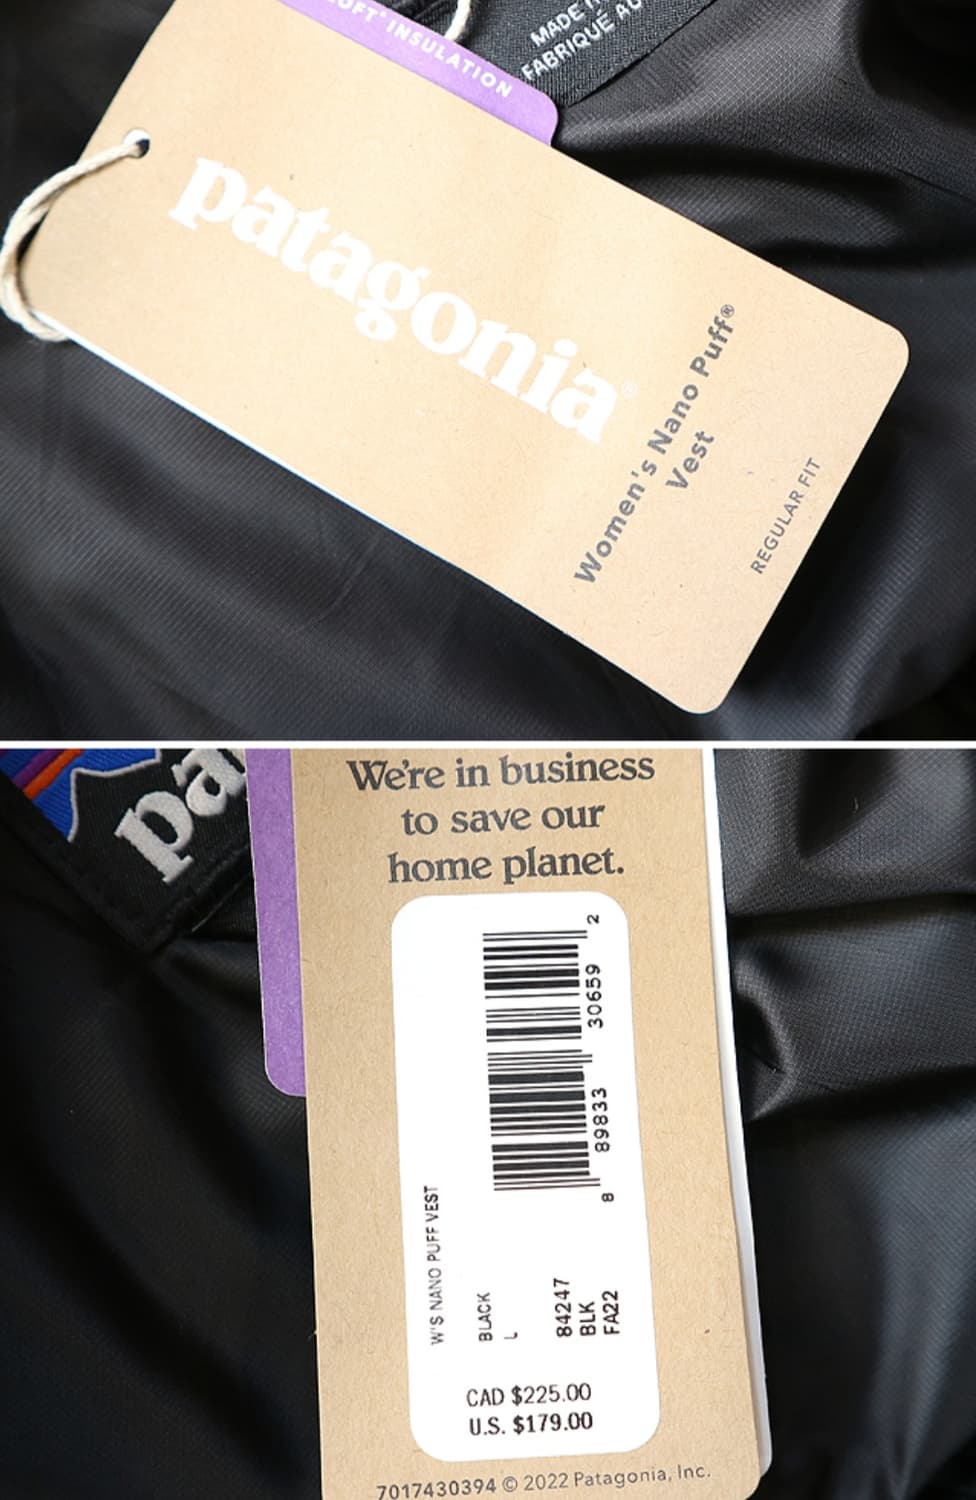 INSULATION
MADE
FABRIQUE AU
patagonia®
Women's Nano Puff®
Vest
REGULAR FIT
We're in business
to save our
home planet.
8 89833 30659 2
W'S NANO PUFF VEST
BLACK
L
84247
BLK
FA22
CAD $225.00
U.S. $179.00
7017430394 © 2022 Patagonia, Inc.